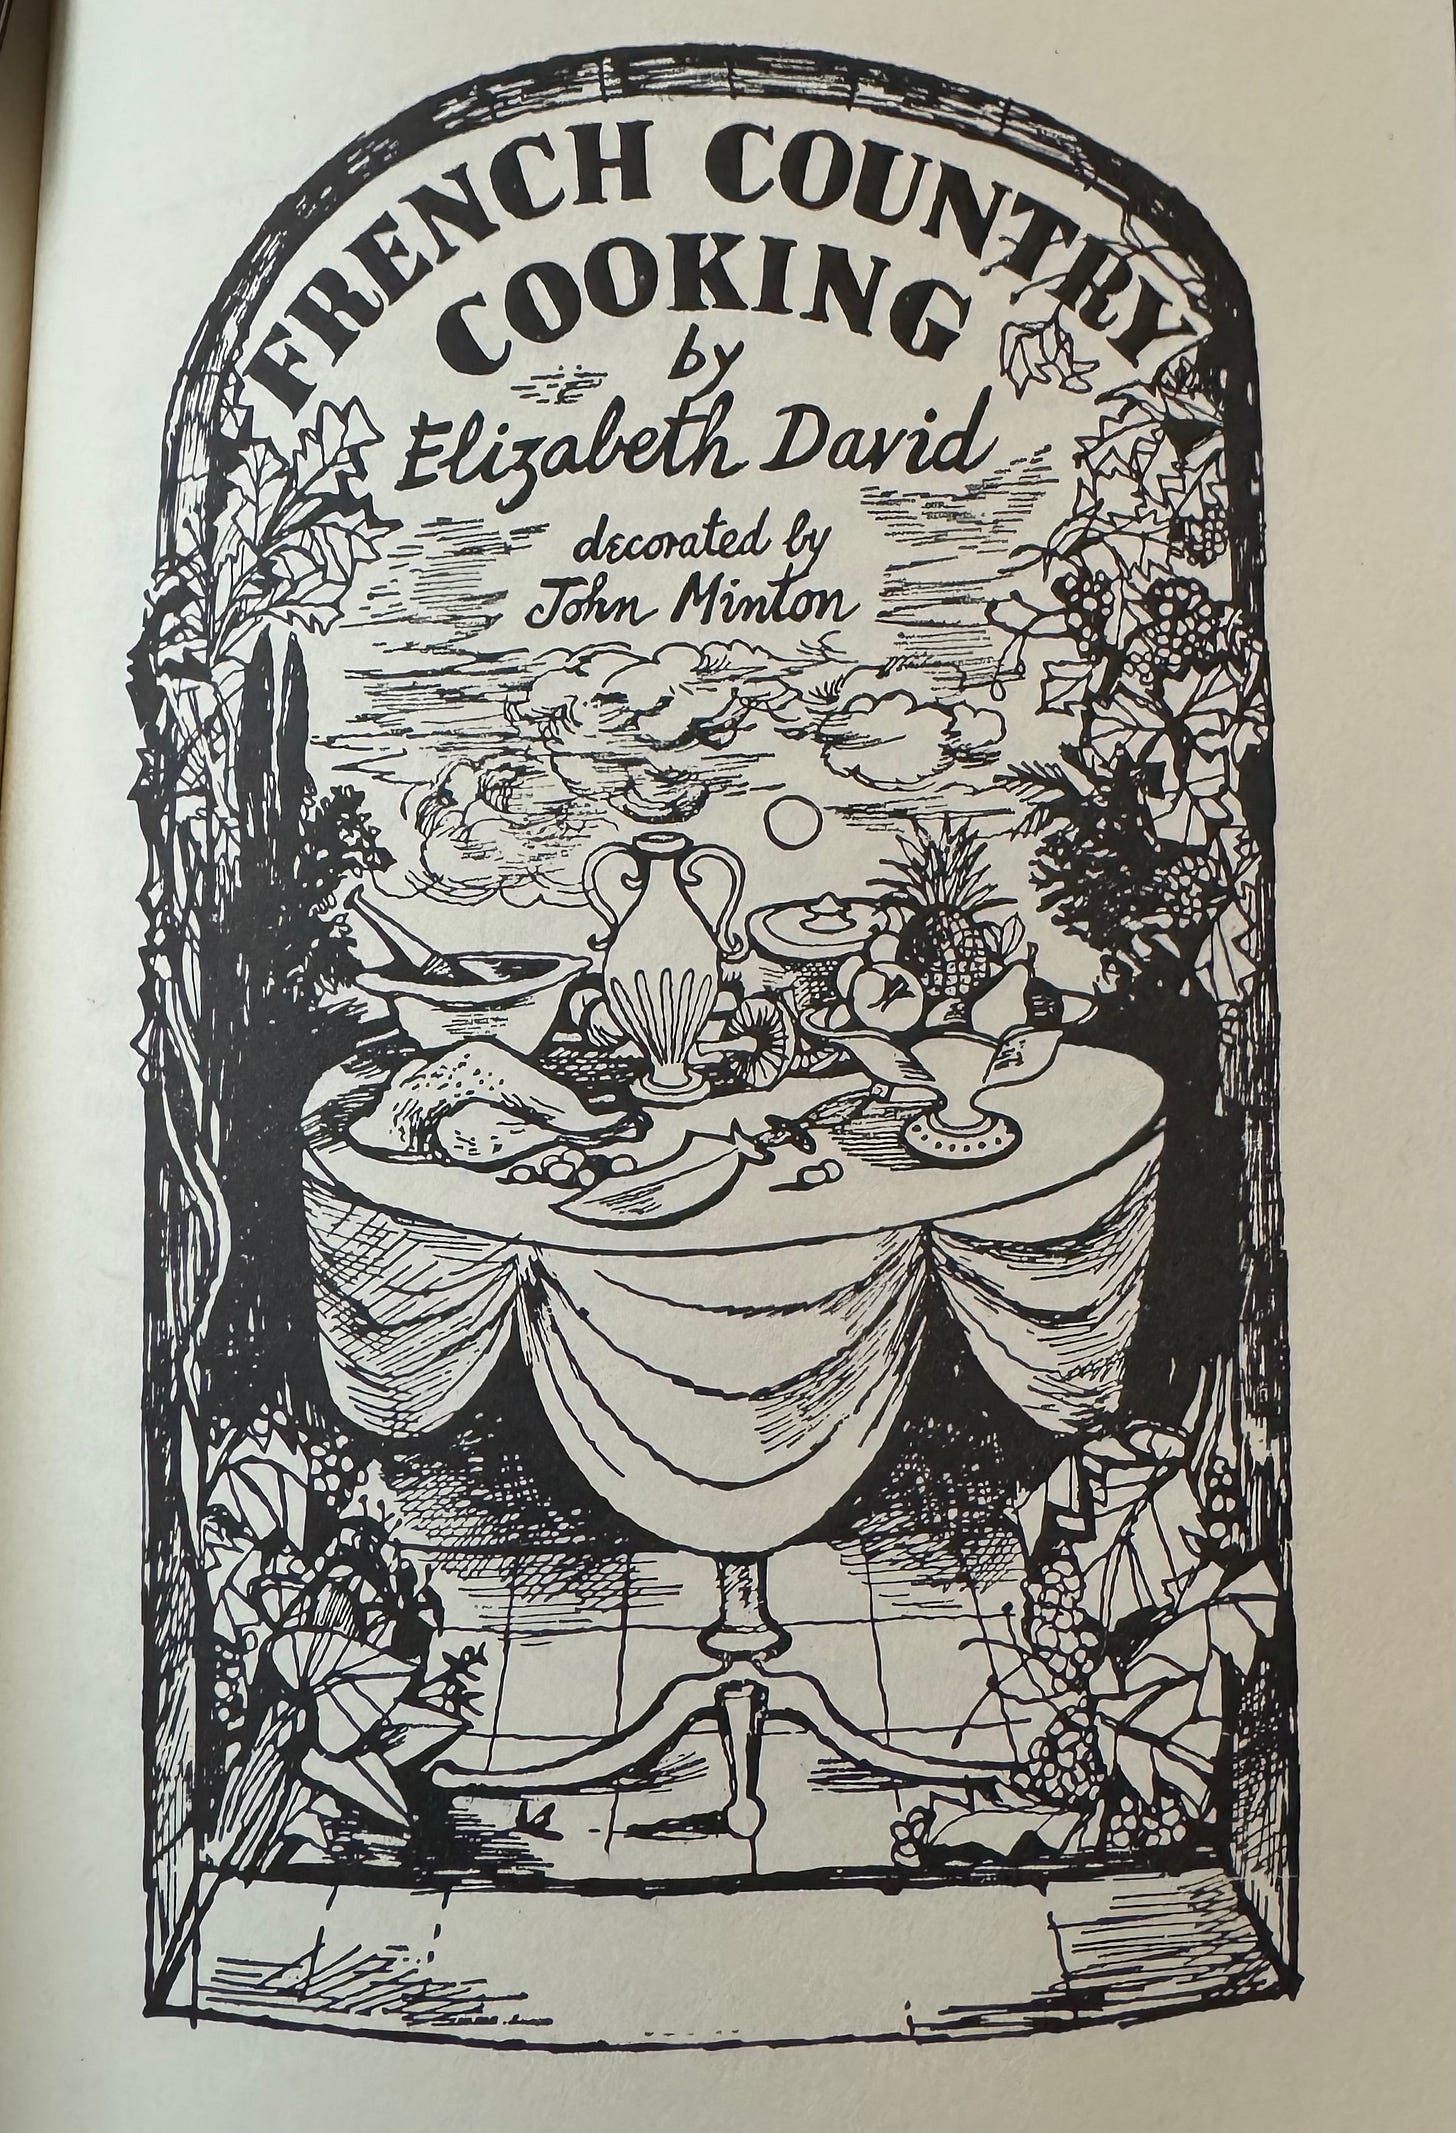 FRENCH COUNTRY
COOKING
by
Elizabeth David
decorated by
John Minton